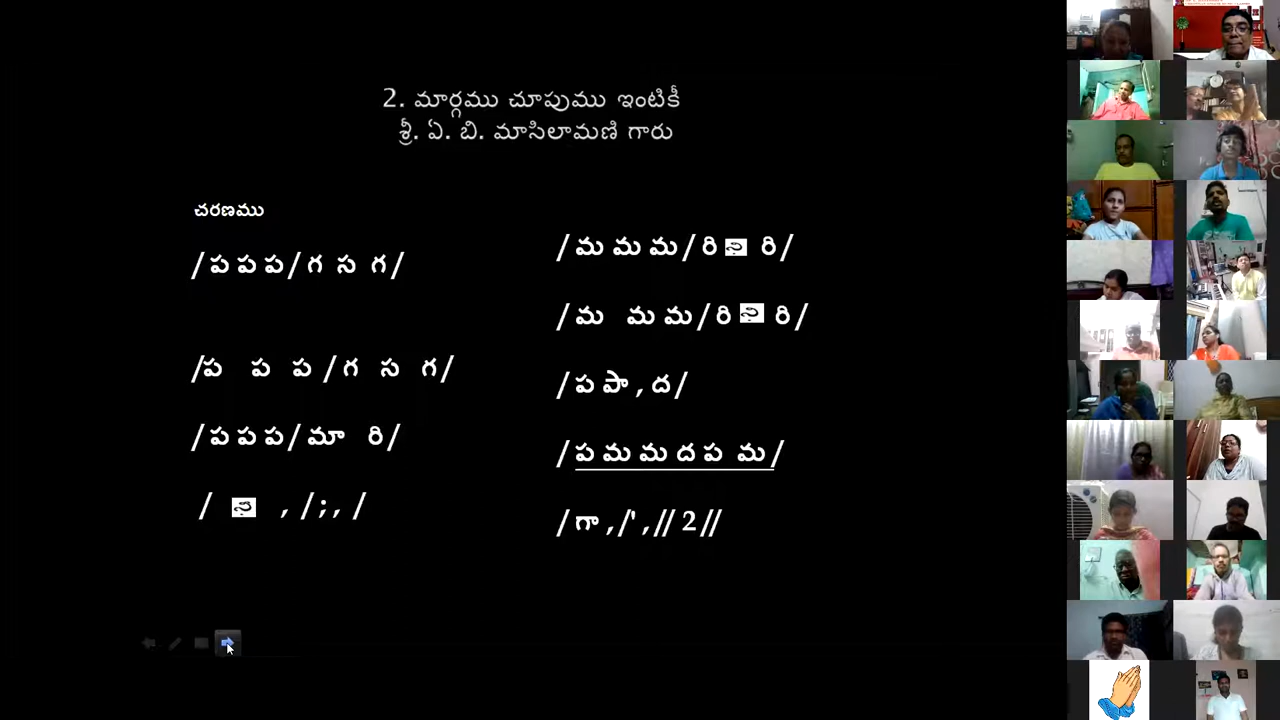 2. మార్గము చూపుము ఇంటికీ
శ్రీ. ఏ. బి. మాసిలామణి గారు
చరణము
/ ప ప ప / గ స గ /
/ప ప ప / గ స గ /
/ ప ప ప / మా రి /
/ నీ , / ; , /
/ మ మ మ / రి ని రి /
/ మ మ మ / రి ని రి /
/ ప పా , ద /
/ ప మ మ ద ప మ /
/ గా , /' , // 2 //